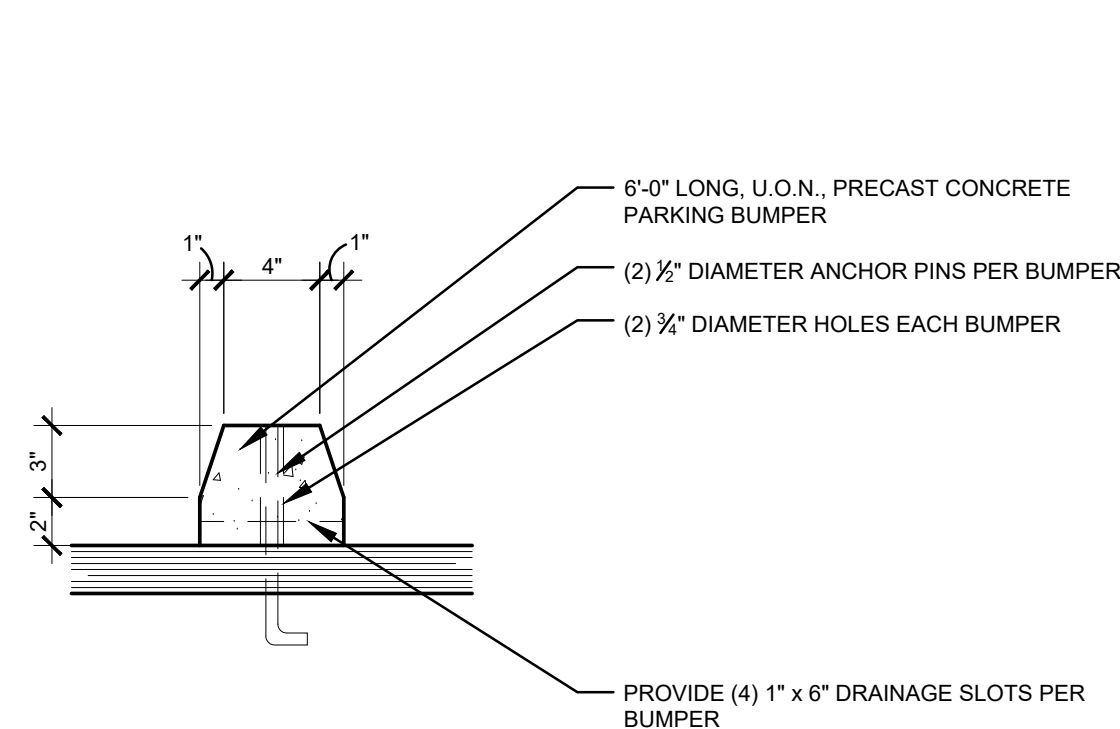 6'-0" LONG, U.O.N., PRECAST CONCRETE
PARKING BUMPER
1"
4"
1"
(2) ½" DIAMETER ANCHOR PINS PER BUMPER
(2) ¾" DIAMETER HOLES EACH BUMPER
3"
2"
PROVIDE (4) 1" x 6" DRAINAGE SLOTS PER
BUMPER